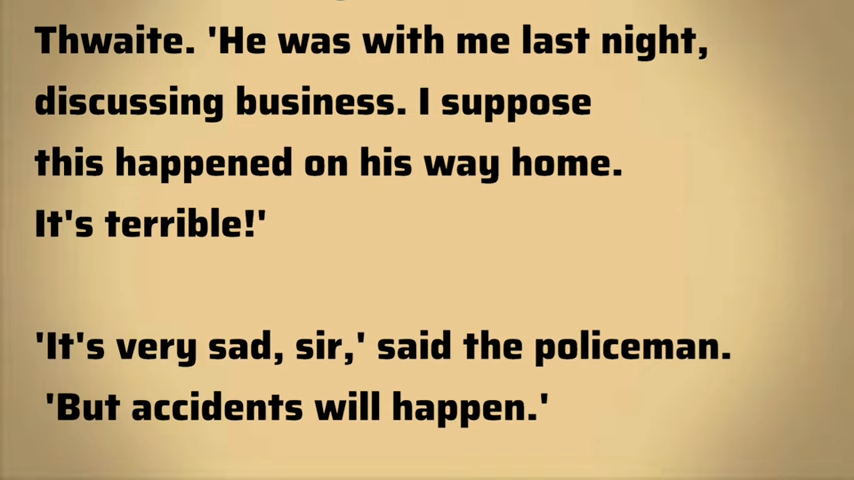 Thwaite. 'He was with me last night,
discussing business. I suppose
this happened on his way home.
It's terrible!'
'It's very sad, sir,' said the policeman.
'But accidents will happen.'